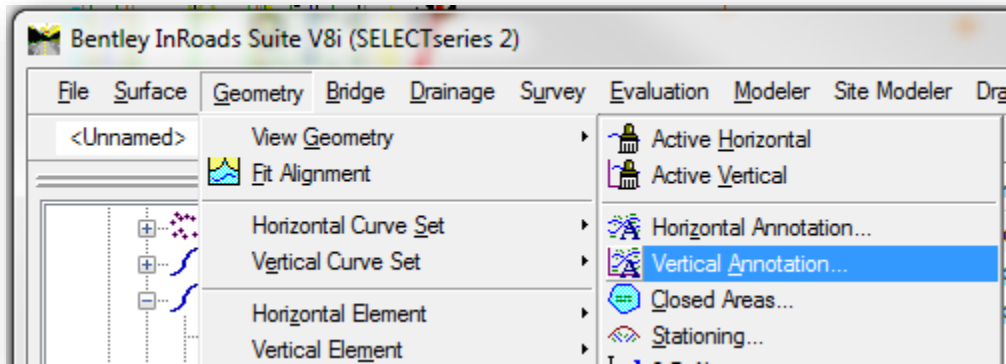 Bentley InRoads Suite V8i (SELECTseries 2)
File Surface Geometry Bridge Drainage Survey Evaluation Modeler Site Modeler
<Unnamed>
View Geometry
Fit Alignment
Horizontal Curve Set
Vertical Curve Set
Horizontal Element
Vertical Element
Active Horizontal
Active Vertical
Horizontal Annotation...
Vertical Annotation...
Closed Areas...
Stationing...